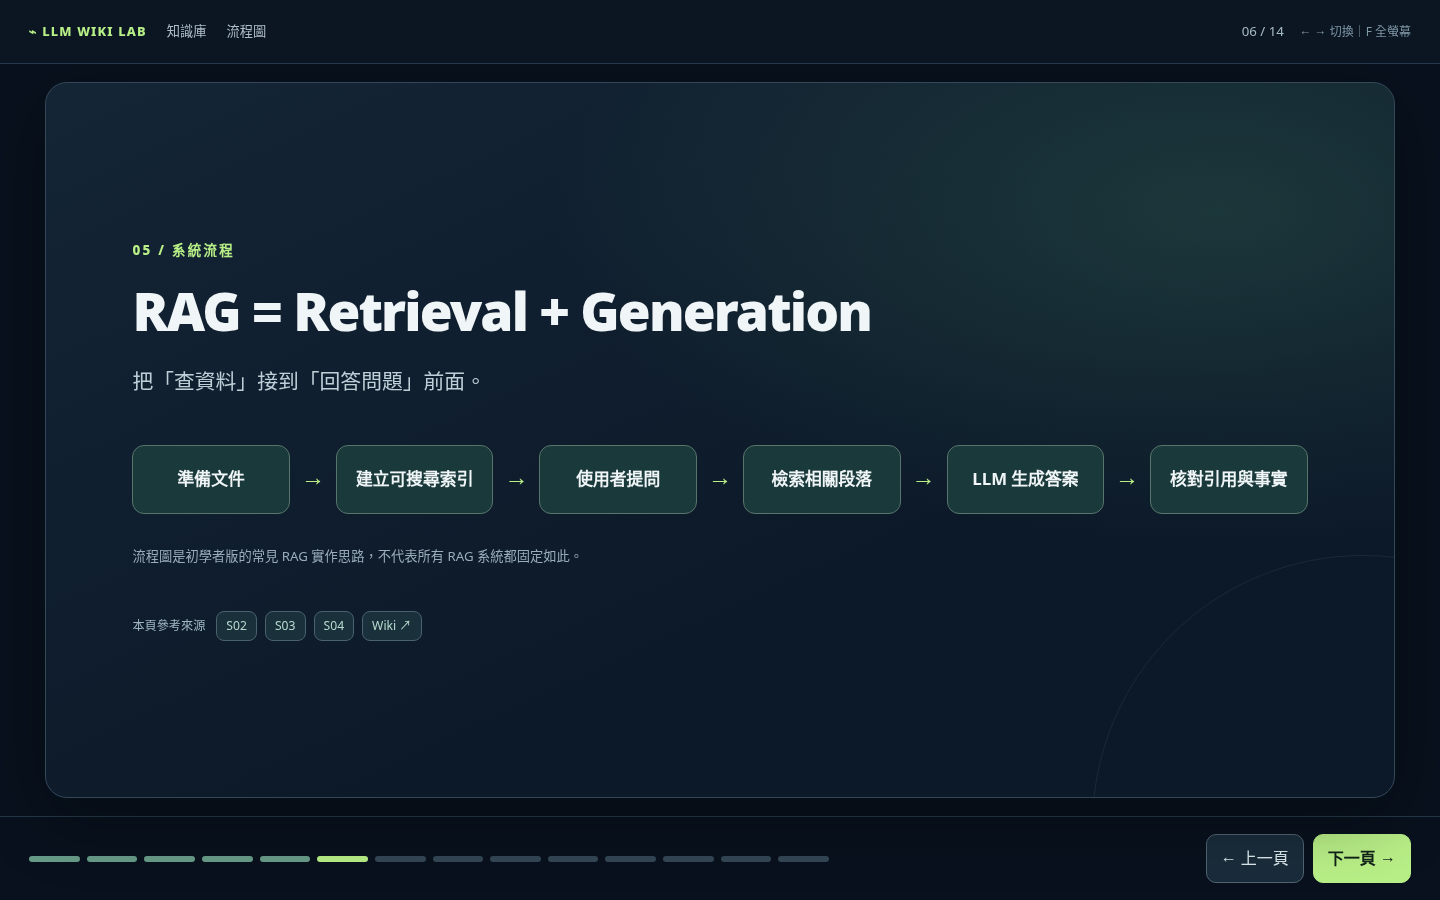 ⌁ LLM WIKI LAB 知識庫 流程圖 06 / 14 ← → 切換｜F 全螢幕
05 / 系統流程
RAG = Retrieval + Generation
把「查資料」接到「回答問題」前面。
準備文件 → 建立可搜尋索引 → 使用者提問 → 檢索相關段落 → LLM 生成答案 → 核對引用與事實
流程圖是初學者版的常見 RAG 實作思路，不代表所有 RAG 系統都固定如此。
本頁參考來源 S02 S03 S04 Wiki ↗
← 上一頁 下一頁 →